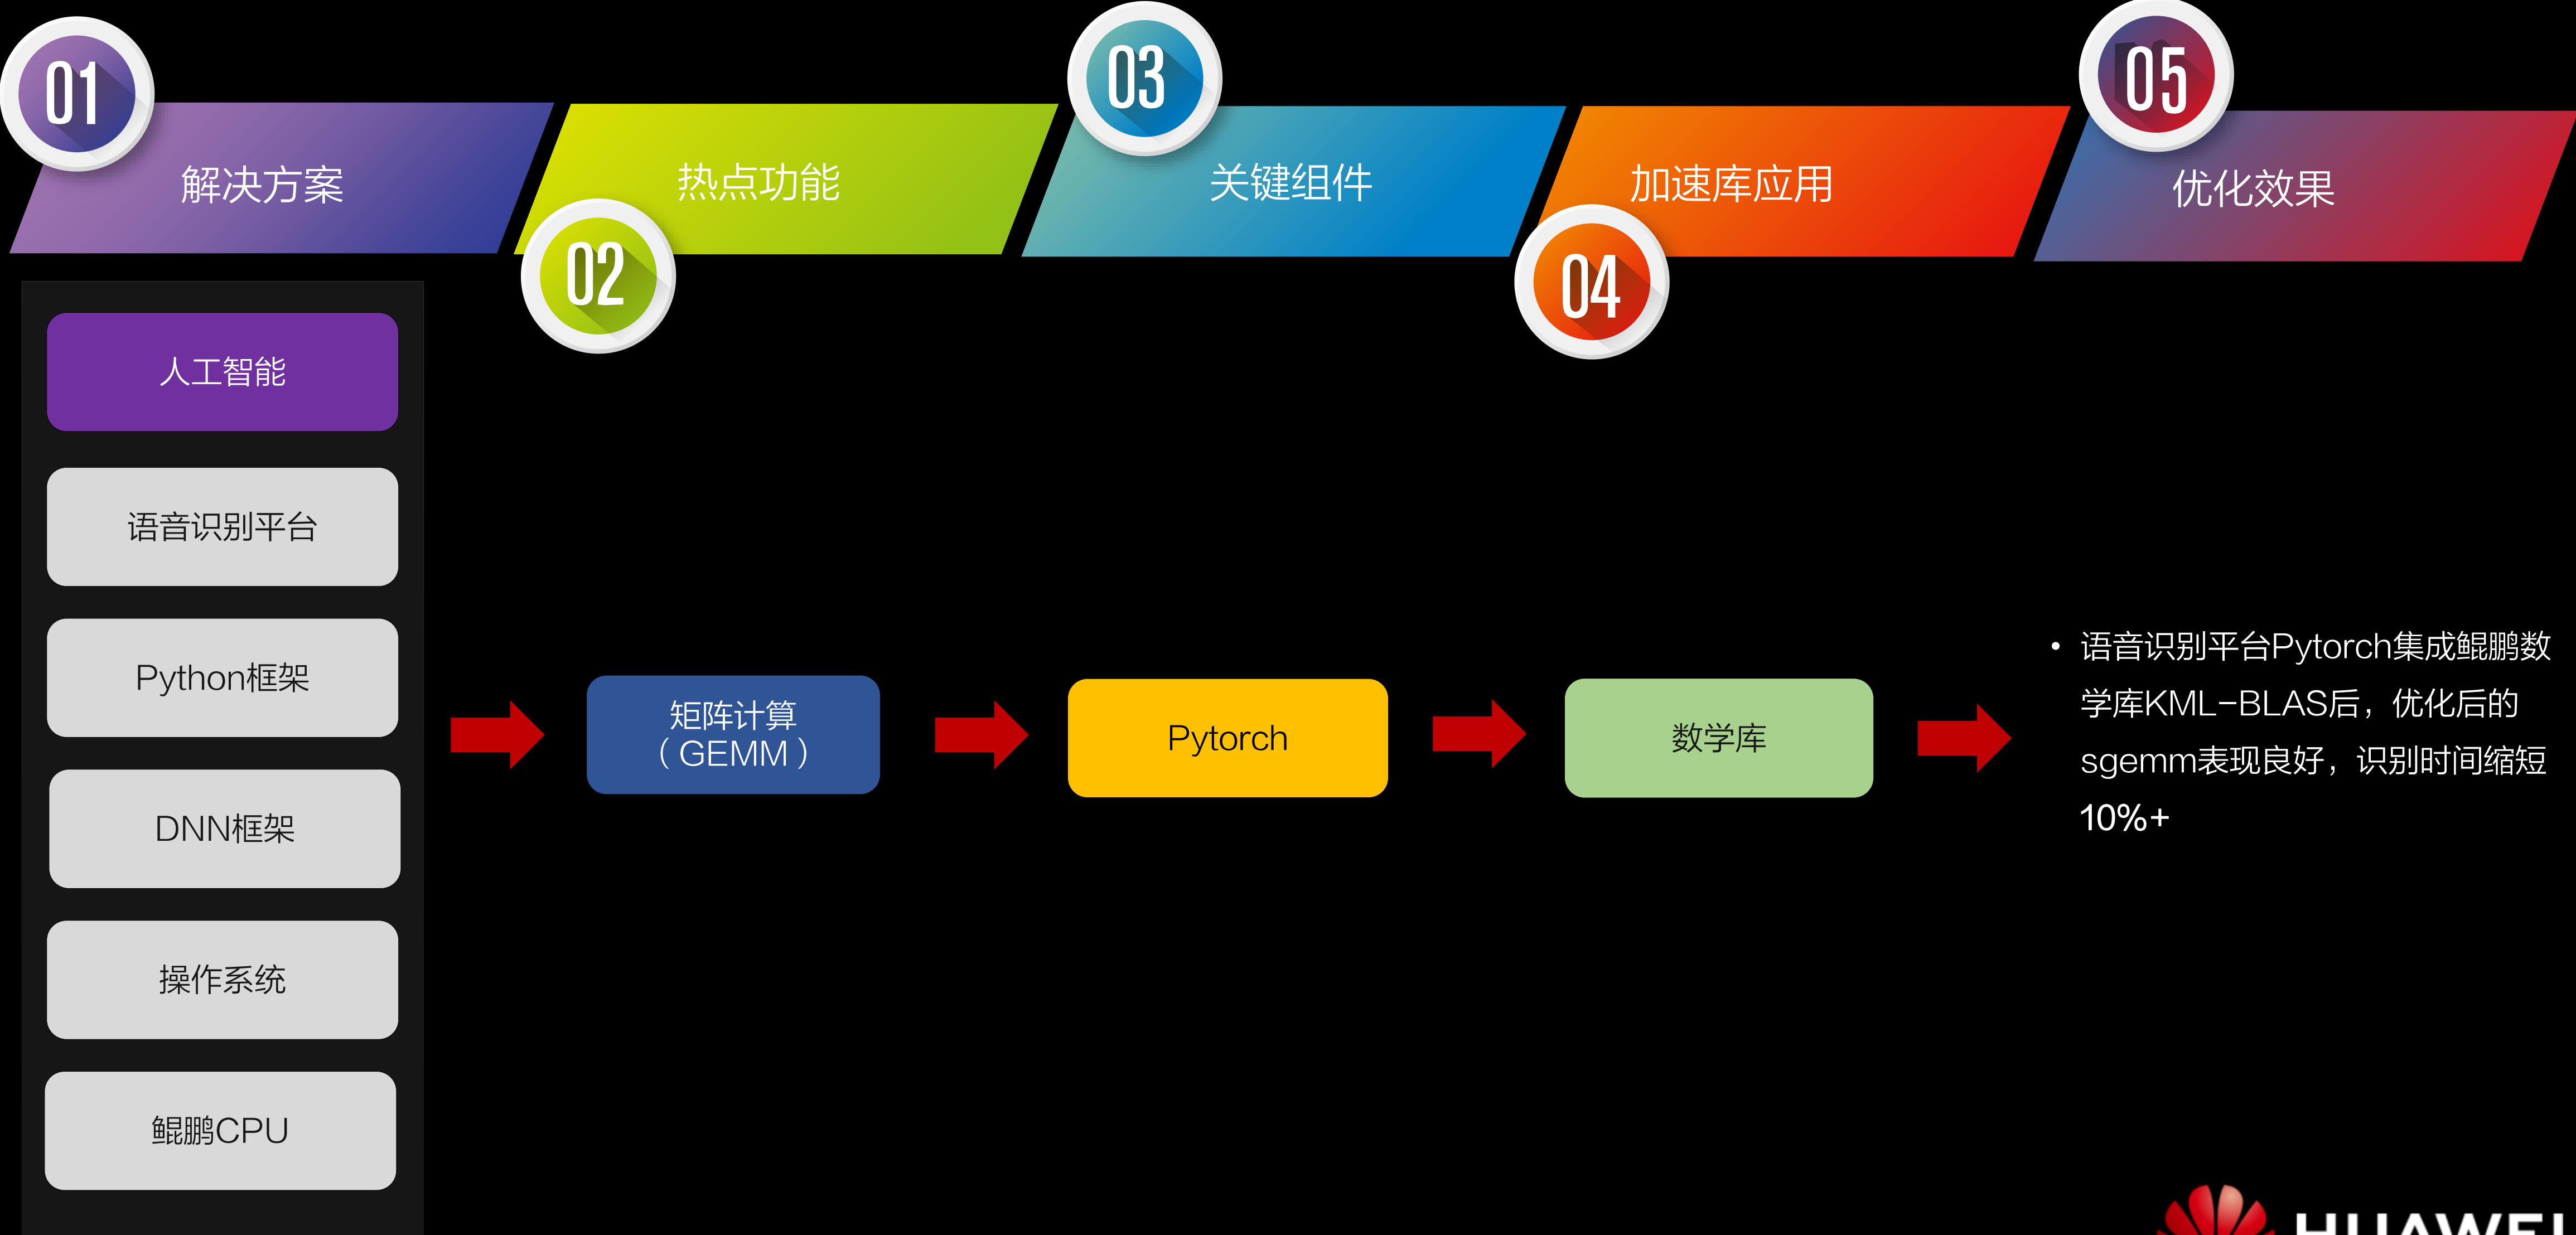 01
解决方案
02
热点功能
03
关键组件
04
加速库应用
05
优化效果
人工智能
语音识别平台
Python框架
DNN框架
操作系统
鲲鹏CPU
矩阵计算
（GEMM）
Pytorch
数学库
• 语音识别平台Pytorch集成鲲鹏数
学库KML-BLAS后，优化后的
sgemm表现良好，识别时间缩短
10%+
HUAWEI